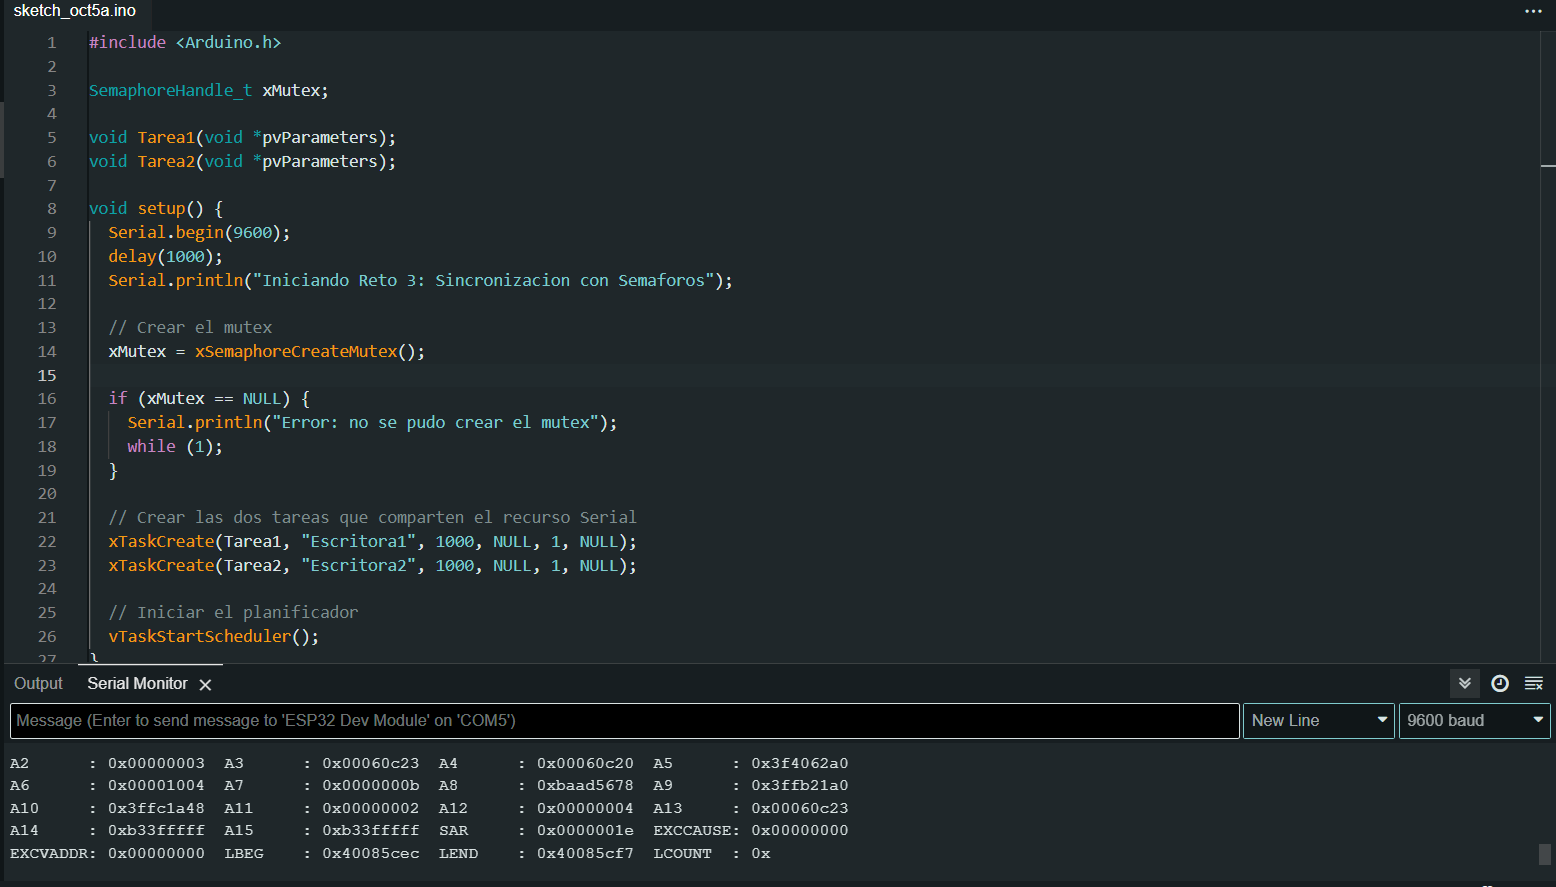 sketch_oct5a.ino
1 #include <Arduino.h>
2
3 SemaphoreHandle_t xMutex;
4
5 void Tarea1(void *pvParameters);
6 void Tarea2(void *pvParameters);
7
8 void setup() {
9 Serial.begin(9600);
10 delay(1000);
11 Serial.println("Iniciando Reto 3: Sincronizacion con Semaforos");
12
13 // Crear el mutex
14 xMutex = xSemaphoreCreateMutex();
15
16 if (xMutex == NULL) {
17 Serial.println("Error: no se pudo crear el mutex");
18 while (1);
19 }
20
21 // Crear las dos tareas que comparten el recurso Serial
22 xTaskCreate(Tarea1, "Escritora1", 1000, NULL, 1, NULL);
23 xTaskCreate(Tarea2, "Escritora2", 1000, NULL, 1, NULL);
24
25 // Iniciar el planificador
26 vTaskStartScheduler();
27 }
Output Serial Monitor
Message (Enter to send message to 'ESP32 Dev Module' on 'COM5') New Line 9600 baud
A2 : 0x00000003 A3 : 0x00060c23 A4 : 0x00060c20 A5 : 0x3f4062a0
A6 : 0x00001004 A7 : 0x0000000b A8 : 0xbaad5678 A9 : 0x3ffb21a0
A10 : 0x3ffc1a48 A11 : 0x00000002 A12 : 0x00000004 A13 : 0x00060c23
A14 : 0xb33fffff A15 : 0xb33fffff SAR : 0x0000001e EXCCAUSE: 0x00000000
EXCVADDR: 0x00000000 LBEG : 0x40085cec LEND : 0x40085cf7 LCOUNT : 0x